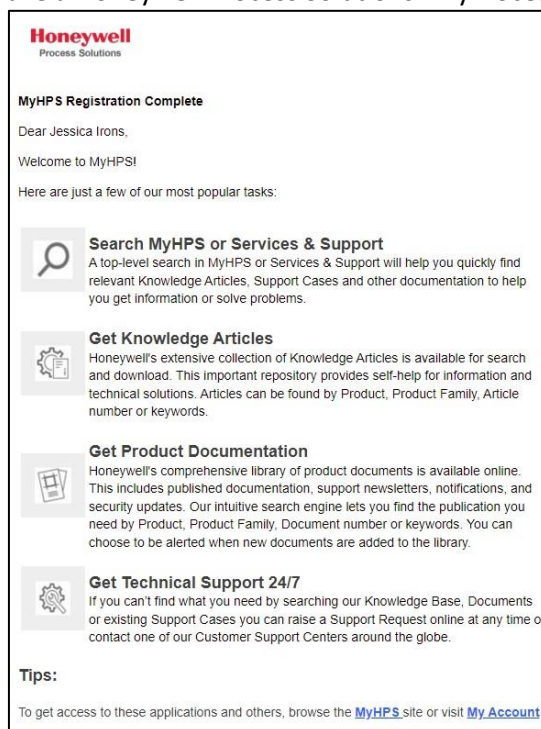 Honeywell
Process Solutions
MyHPS Registration Complete
Dear Jessica Irons,
Welcome to MyHPS!
Here are just a few of our most popular tasks:
Search MyHPS or Services & Support
A top-level search in MyHPS or Services & Support will help you quickly find
relevant Knowledge Articles, Support Cases and other documentation to help
you get information or solve problems.
Get Knowledge Articles
Honeywell's extensive collection of Knowledge Articles is available for search
and download. This important repository provides self-help for information and
technical solutions. Articles can be found by Product, Product Family, Article
number or keywords.
Get Product Documentation
Honeywell's comprehensive library of product documents is available online.
This includes published documentation, support newsletters, notifications, and
security updates. Our intuitive search engine lets you find the publication you
need by Product, Product Family, Document number or keywords. You can
choose to be alerted when new documents are added to the library.
Get Technical Support 24/7
If you can't find what you need by searching our Knowledge Base, Documents
or existing Support Cases you can raise a Support Request online at any time o
contact one of our Customer Support Centers around the globe.
Tips:
To get access to these applications and others, browse the MyHPS site or visit My Account